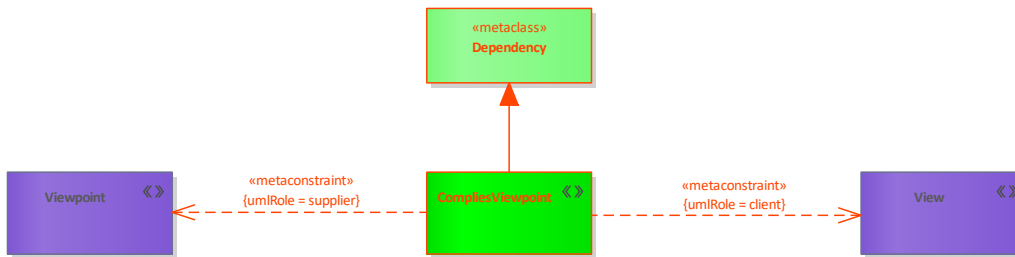 «metaclass»
Dependency
Viewpoint
«»
«metaconstraint»
{umlRole = supplier}
CompliesViewpoint
«»
«metaconstraint»
{umlRole = client}
View
«»